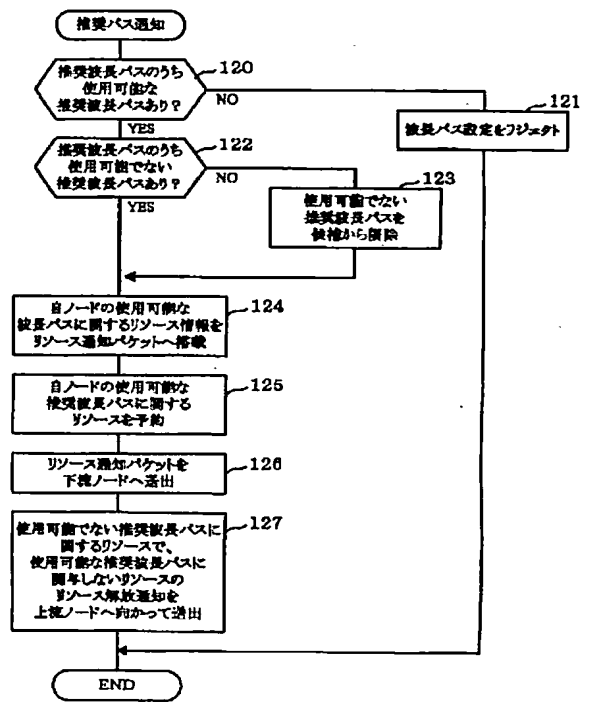 推奨パス通知
推奨波長パスのうち
使用可能な
推奨波長パスあり?
120
NO
YES
121
波長パス設定をリジェクト
推奨波長パスのうち
使用可能でない
推奨波長パスあり?
122
NO
YES
123
使用可能でない
推奨波長パスを
候補から削除
自ノードの使用可能な
波長パスに関するリソース情報を
リソース通知パケットへ搭載
124
自ノードの使用可能な
推奨波長パスに関する
リソースを予約
125
リソース通知パケットを
下流ノードへ送出
126
使用可能でない推奨波長パスに
関するリソースで、
使用可能な推奨波長パスに
関与しないリソースの
リソース解放通知を
上流ノードへ向かって送出
127
END